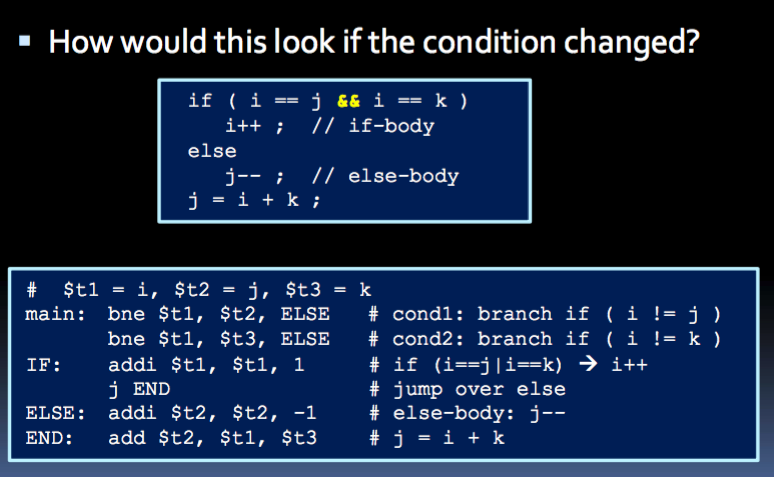 ▪ How would this look if the condition changed?
if ( i == j && i == k )
i++ ; // if-body
else
j-- ; // else-body
j = i + k ;
# $t1 = i, $t2 = j, $t3 = k
main: bne $t1, $t2, ELSE # cond1: branch if ( i != j )
bne $t1, $t3, ELSE # cond2: branch if ( i != k )
IF: addi $t1, $t1, 1 # if (i==j|i==k) → i++
j END # jump over else
ELSE: addi $t2, $t2, -1 # else-body: j--
END: add $t2, $t1, $t3 # j = i + k